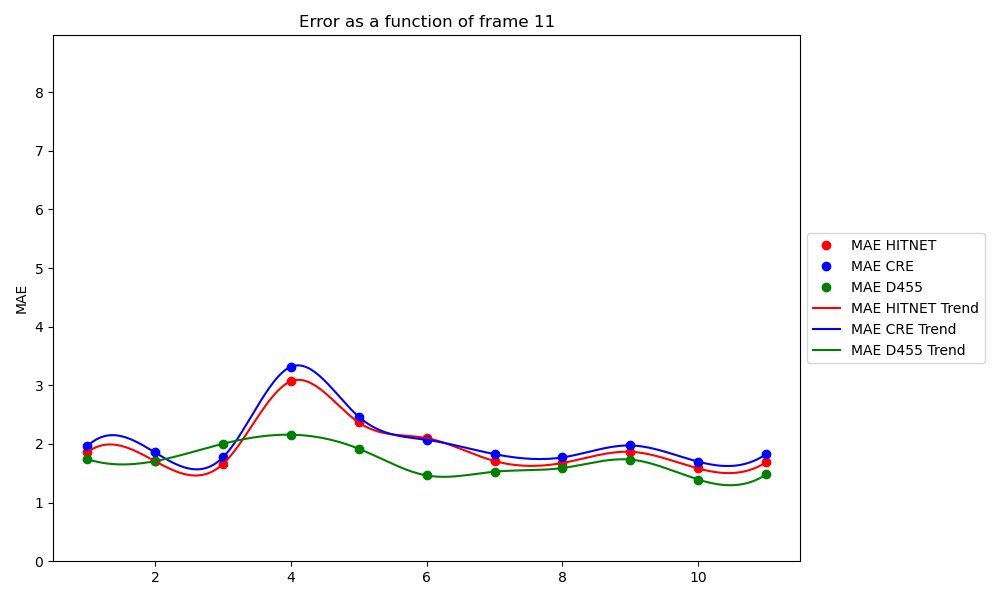 Error as a function of frame 11
MAE
8
7
6
5
4
3
2
1
0
2
4
6
8
10
MAE HITNET
MAE CRE
MAE D455
MAE HITNET Trend
MAE CRE Trend
MAE D455 Trend